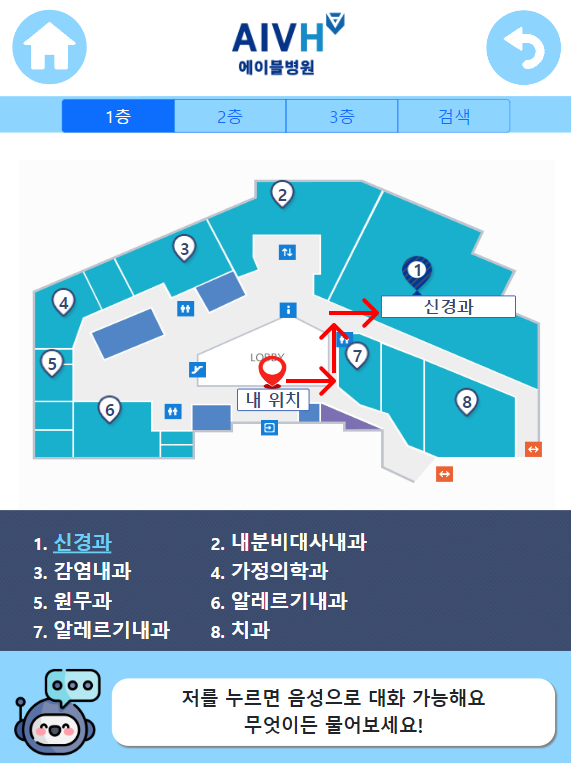 AIVH
에이블병원
1층 2층 3층 검색
2
3
1
신경과
4
LOBBY
7
5
내 위치
8
6
1. 신경과 2. 내분비대사내과
3. 감염내과 4. 가정의학과
5. 원무과 6. 알레르기내과
7. 알레르기내과 8. 치과
저를 누르면 음성으로 대화 가능해요
무엇이든 물어보세요!